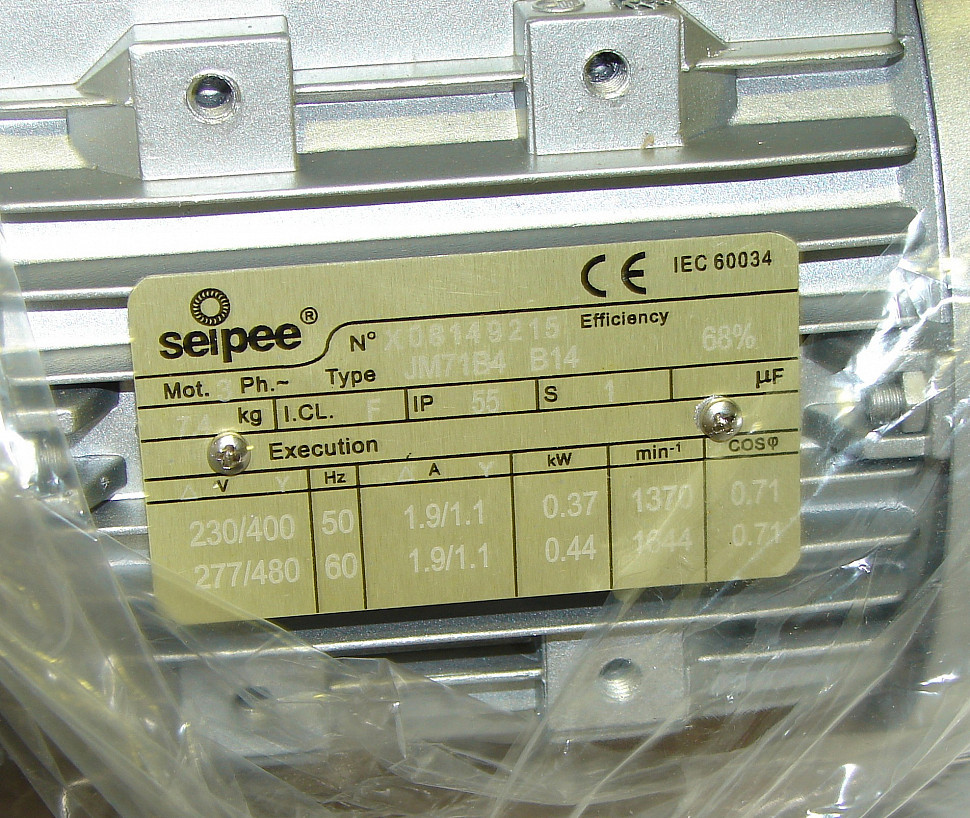 CE IEC 60034
seipee® N° X08149215 Efficiency
Mot. 3 Ph.~ Type JM71B4 B14 68%
kg I.CL. F IP 55 S 1 µF
Execution
△ V Y Hz △ A Y kW min-1 COSφ
230/400 50 1.9/1.1 0.37 1370 0.71
277/480 60 1.9/1.1 0.44 1644 0.71